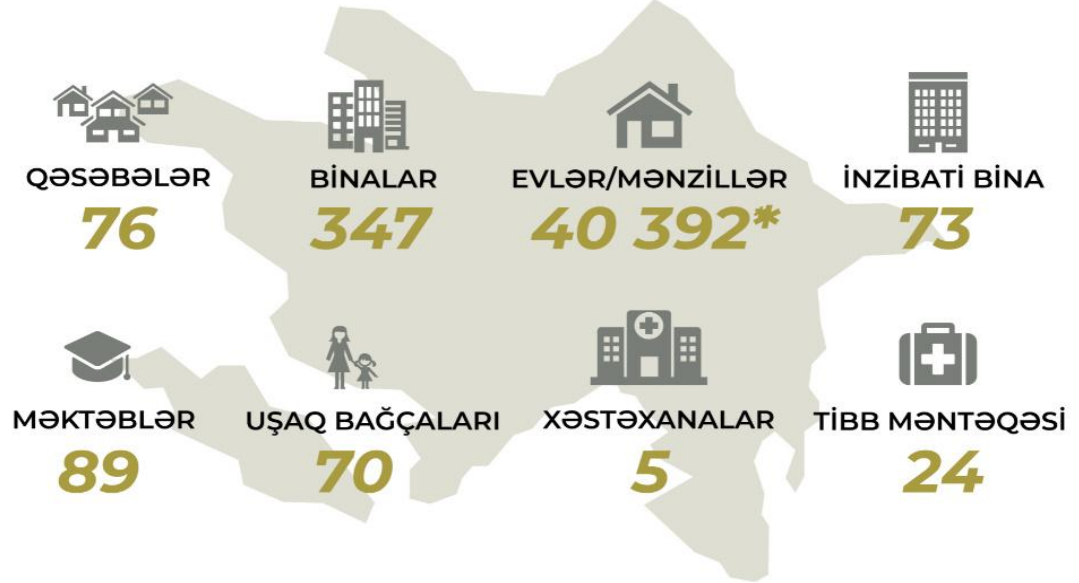 QƏSƏBƏLƏR
76
BİNALAR
347
EVLƏR/MƏNZİLLƏR
40 392*
İNZİBATİ BİNA
73
MƏKTƏBLƏR
89
UŞAQ BAĞÇALARI
70
XƏSTƏXANALAR
5
TİBB MƏNTƏQƏSİ
24